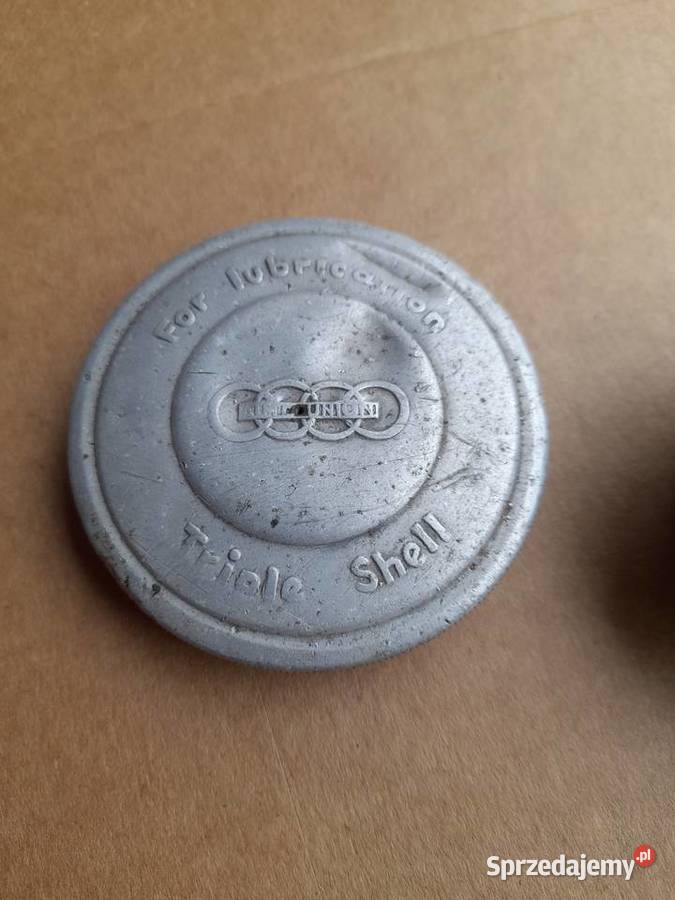 For lubrication
AUTO UNION
Triple Shell
Sprzedajemy.pl